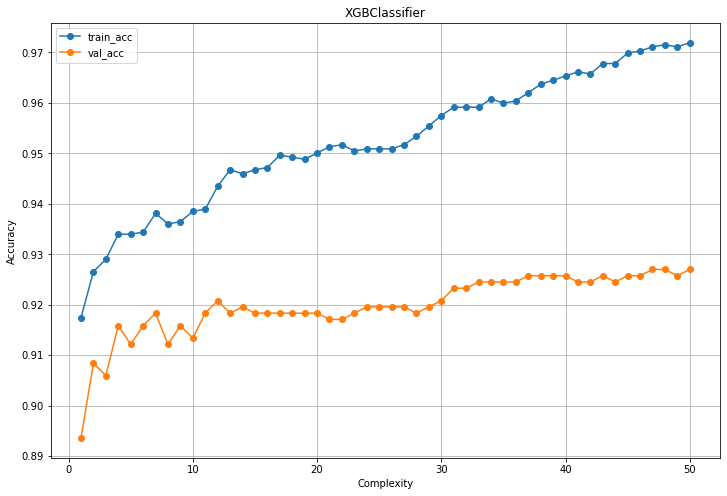 XGBClassifier
train_acc
val_acc
Accuracy
0.97
0.96
0.95
0.94
0.93
0.92
0.91
0.90
0.89
0 10 20 30 40 50
Complexity